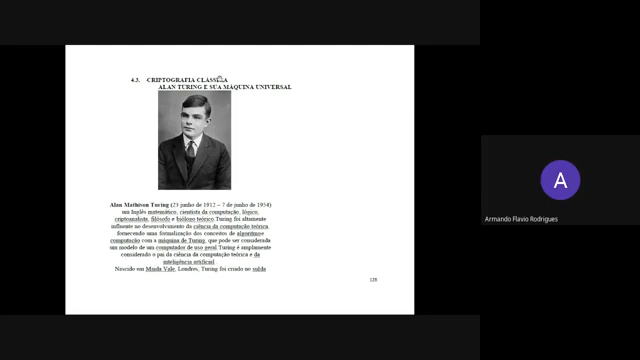 4.3. CRIPTOGRAFIA CLÁSSICA
ALAN TURING E SUA MÁQUINA UNIVERSAL
Alan Mathison Turing (23 junho de 1912 – 7 de junho de 1954)
um Inglês matemático, cientista da computação, lógico,
criptoanalista, filósofo e biólogo teórico.Turing foi altamente
influente no desenvolvimento da ciência da computação teórica,
fornecendo uma formalização dos conceitos de algoritmo e
computação com a máquina de Turing, que pode ser considerada
um modelo de um computador de uso geral.Turing é amplamente
considerado o pai da ciência da computação teórica e da
inteligência artificial.
Nascido em Maida Vale, Londres, Turing foi criado no sul da
128
A
Armando Flavio Rodrigues